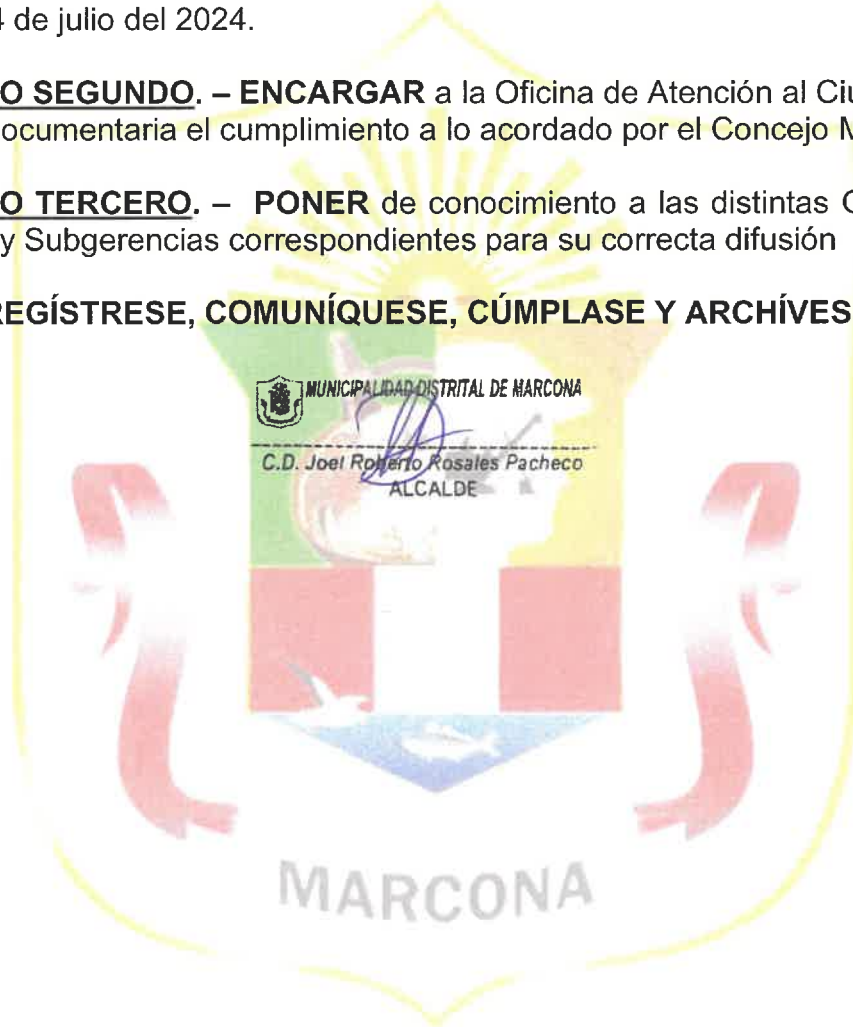 de julio del 2024.
O SEGUNDO. – ENCARGAR a la Oficina de Atención al Ciu
ocumentaria el cumplimiento a lo acordado por el Concejo M
O TERCERO. – PONER de conocimiento a las distintas
y Subgerencias correspondientes para su correcta difusión
REGÍSTRESE, COMUNÍQUESE, CÚMPLASE Y ARCHÍVES
MUNICIPALIDAD DISTRITAL DE MARCONA
C.D. Joel Roberto Rosales Pacheco
ALCALDE
MARCONA